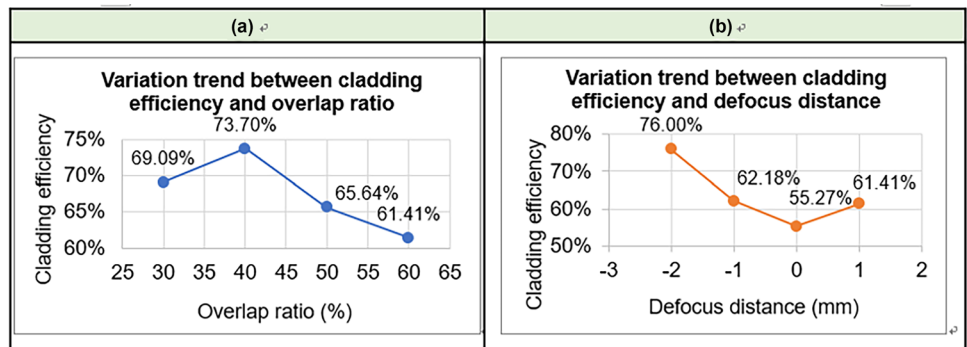 (a)
(b)
Variation trend between cladding
efficiency and overlap ratio
Cladding efficiency
75%
70%
65%
60%
73.70%
69.09%
65.64%
61.41%
25 30 35 40 45 50 55 60 65
Overlap ratio (%)
Variation trend between cladding
efficiency and defocus distance
Cladding efficiency
80%
70%
60%
50%
76.00%
62.18%
55.27%
61.41%
-3 -2 -1 0 1 2
Defocus distance (mm)